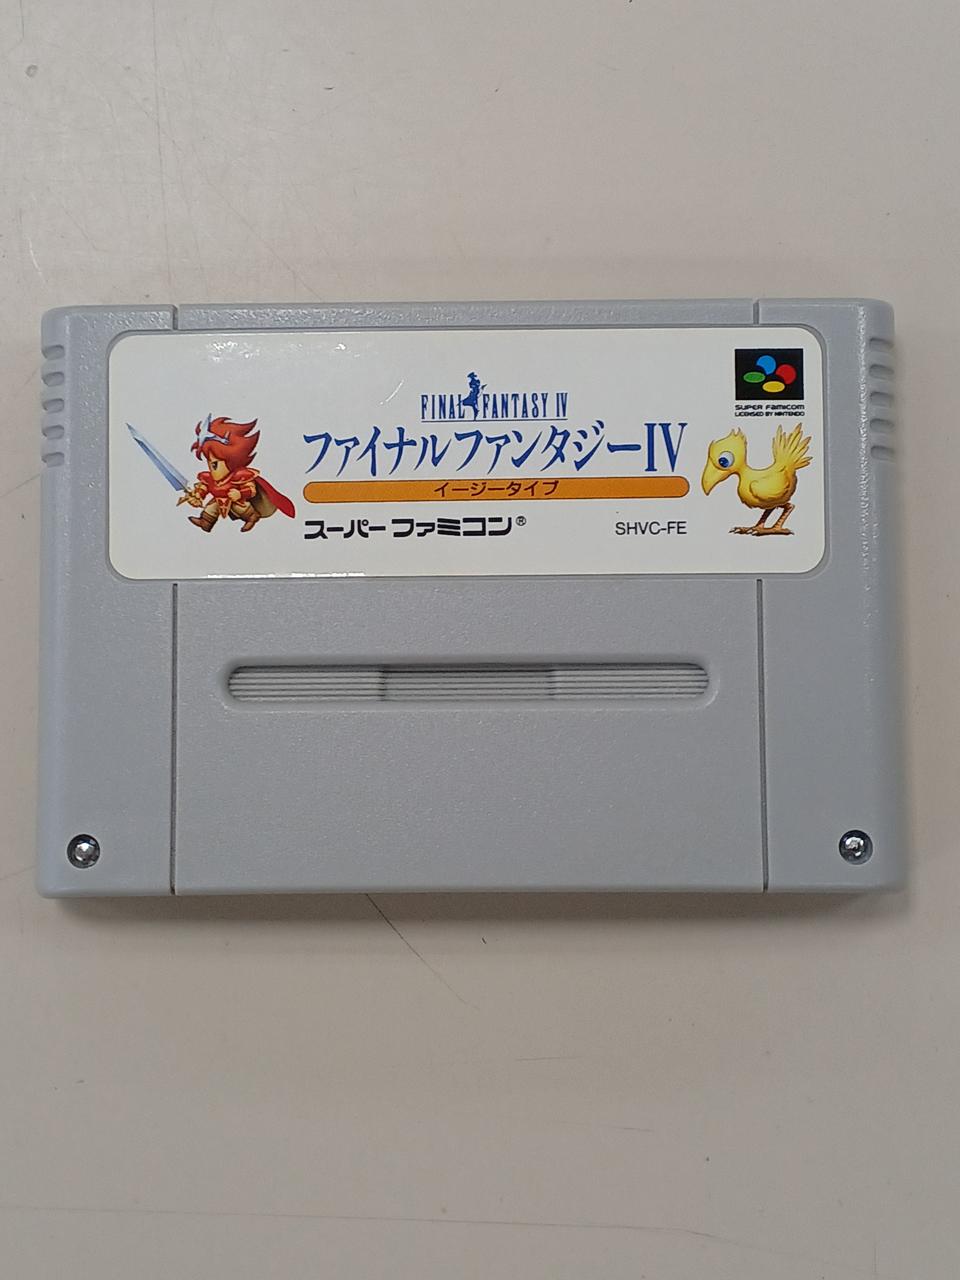 FINAL FANTASY IV
ファイナルファンタジーIV
イージータイプ
スーパーファミコン®
SHVC-FE
SUPER FAMICOM
LICENSED BY NINTENDO